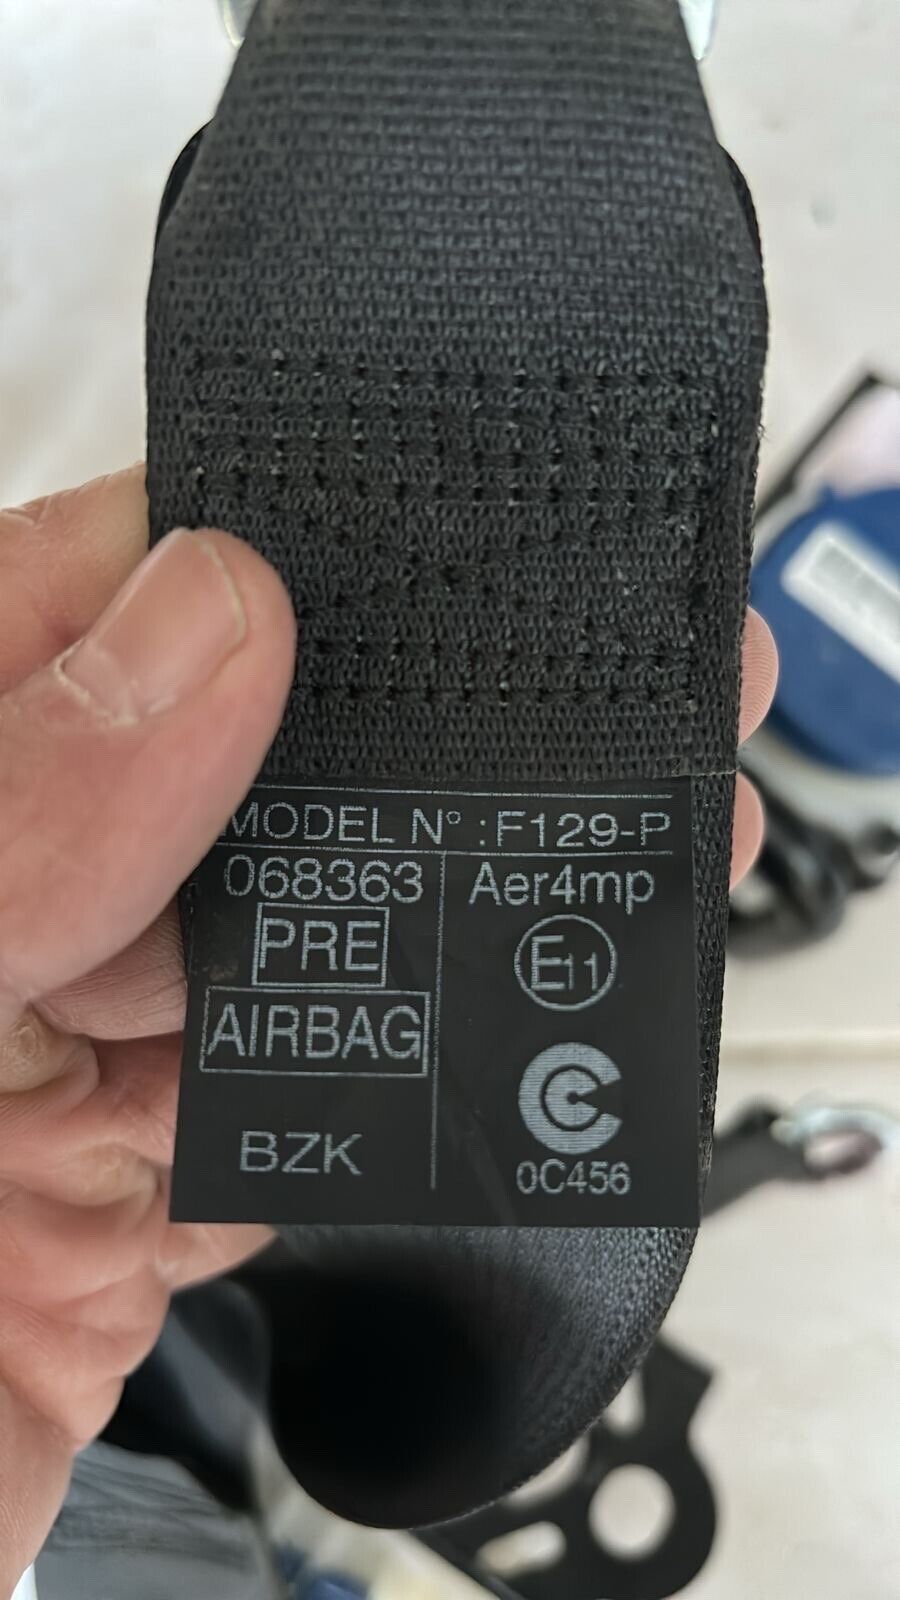 MODEL N° :F129-P
068363
PRE
AIRBAG
BZK
Aer4mp
E11
C
0C456